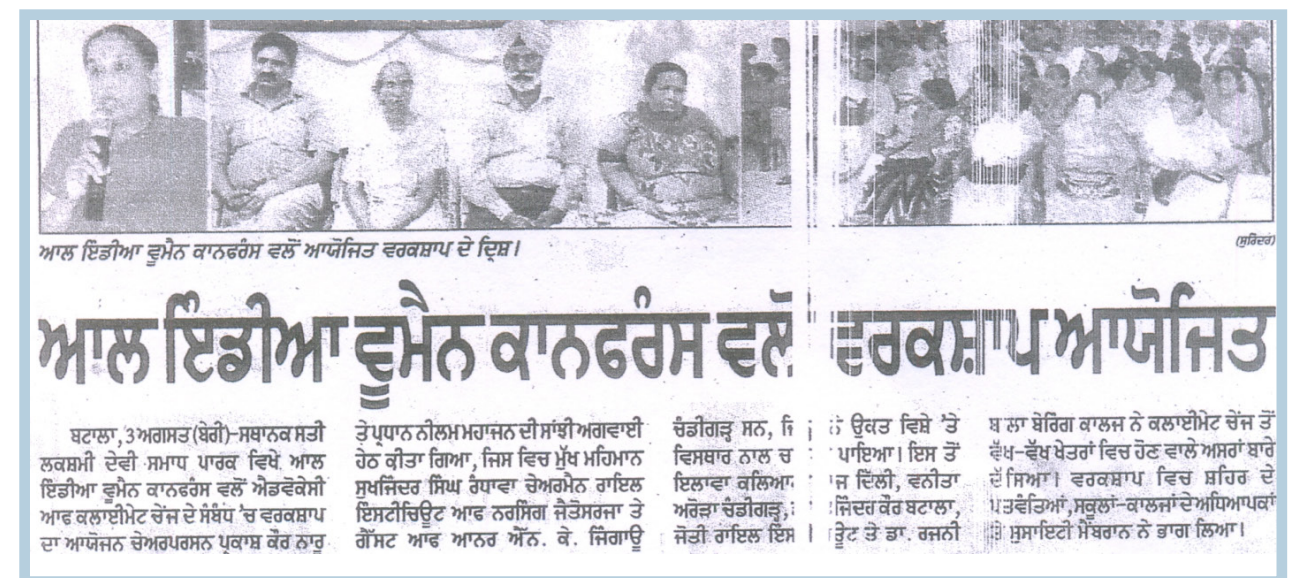 ਆਲ ਇੰਡੀਆ ਵੂਮੈਨ ਕਾਨਫਰੰਸ ਵਲੋਂ ਆਯੋਜਿਤ ਵਰਕਸ਼ਾਪ ਦੇ ਦ੍ਰਿਸ਼।
(ਸੁਰਿੰਦਰ)
ਆਲ ਇੰਡੀਆ ਵੂਮੈਨ ਕਾਨਫਰੰਸ ਵਲੋਂ ਵਰਕਸ਼ਾਪ ਆਯੋਜਿਤ
ਬਟਾਲਾ, 3 ਅਗਸਤ (ਬੇਰੀ)–ਸਥਾਨਕ ਸਤੀ
ਲਕਸ਼ਮੀ ਦੇਵੀ ਸਮਾਧ ਪਾਰਕ ਵਿਖੇ ਆਲ
ਇੰਡੀਆ ਵੂਮੈਨ ਕਾਨਫਰੰਸ ਵਲੋਂ ਐਡਵੋਕੇਸੀ
ਆਫ ਕਲਾਈਮੇਟ ਚੇਂਜ ਦੇ ਸੰਬੰਧ 'ਚ ਵਰਕਸ਼ਾਪ
ਦਾ ਆਯੋਜਨ ਚੇਅਰਪਰਸਨ ਪ੍ਰਕਾਸ਼ ਕੌਰ ਨਾਰੂ
ਤੇ ਪ੍ਰਧਾਨ ਨੀਲਮ ਮਹਾਜਨ ਦੀ ਸਾਂਝੀ ਅਗਵਾਈ
ਹੇਠ ਕੀਤਾ ਗਿਆ, ਜਿਸ ਵਿਚ ਮੁੱਖ ਮਹਿਮਾਨ
ਸੁਖਜਿੰਦਰ ਸਿੰਘ ਰੰਧਾਵਾ ਚੇਅਰਮੈਨ ਰਾਇਲ
ਇੰਸਟੀਚਿਊਟ ਆਫ ਨਰਸਿੰਗ ਜੈਤੋਸਰਜਾ ਤੇ
ਗੈੱਸਟ ਆਫ ਆਨਰ ਐੱਨ. ਕੇ. ਜਿੰਗਾਊ
ਚੰਡੀਗੜ੍ਹ ਸਨ, ਉਕਤ ਵਿਸ਼ੇ 'ਤੇ
ਵਿਸਥਾਰ ਨਾਲ ਪਾਇਆ। ਇਸ ਤੋਂ
ਇਲਾਵਾ ਦਿੱਲੀ, ਵਨੀਤਾ
ਅਰੋੜਾ ਚੰਡੀਗੜ੍ਹ, ਕੌਰ ਬਟਾਲਾ,
ਜੋਤੀ ਰਾਇਲ ਤੇ ਡਾ. ਰਜਨੀ
ਬੇਰਿੰਗ ਕਾਲਜ ਨੇ ਕਲਾਈਮੇਟ ਚੇਂਜ ਤੋਂ
ਵੱਖ–ਵੱਖ ਖੇਤਰਾਂ ਵਿਚ ਹੋਣ ਵਾਲੇ ਅਸਰਾਂ ਬਾਰੇ
ਦੱਸਿਆ। ਵਰਕਸ਼ਾਪ ਵਿਚ ਸ਼ਹਿਰ ਦੇ
ਪਤਵੰਤਿਆਂ, ਸਕੂਲਾਂ–ਕਾਲਜਾਂ ਦੇ ਅਧਿਆਪਕਾਂ
ਤੇ ਸੁਸਾਇਟੀ ਮੈਂਬਰਾਨ ਨੇ ਭਾਗ ਲਿਆ।